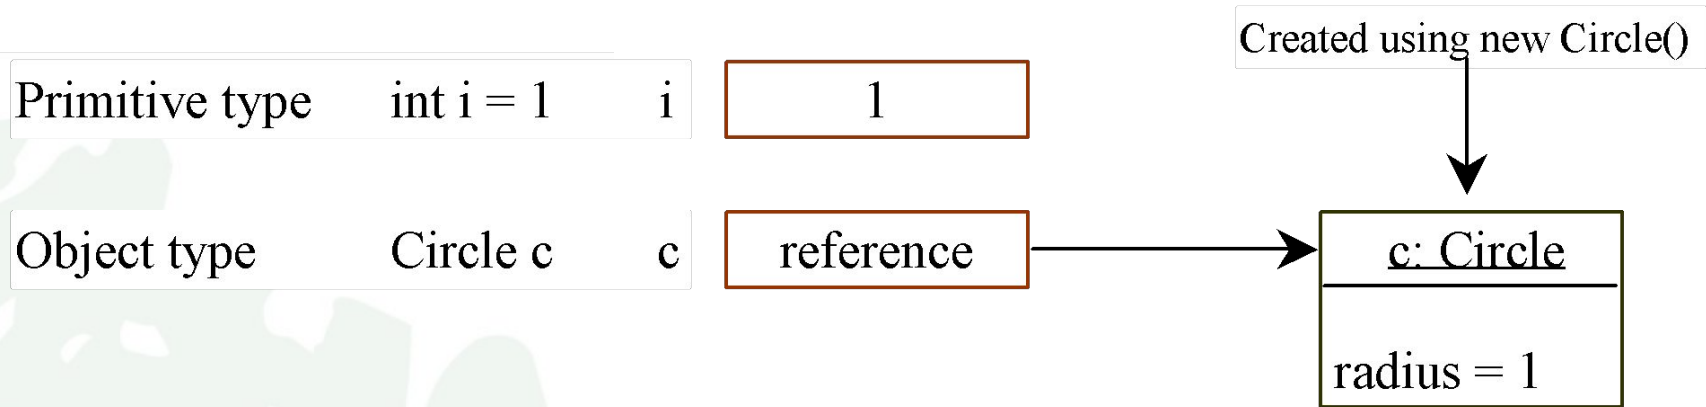 Created using new Circle()
Primitive type int i = 1 i 1
Object type Circle c c reference
c: Circle
radius = 1